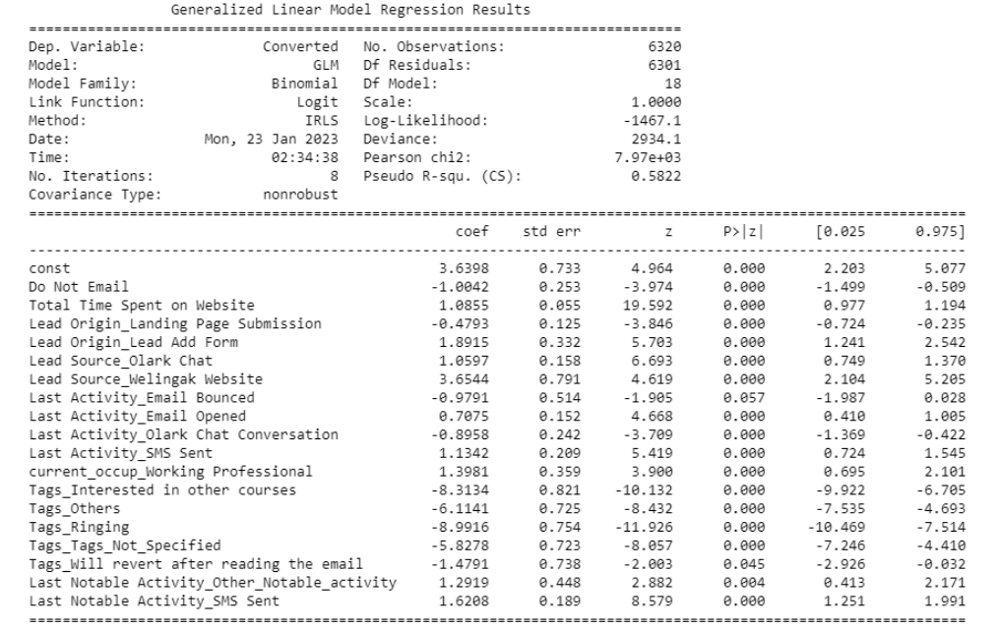 Generalized Linear Model Regression Results
==============================================================================
Dep. Variable: Converted No. Observations: 6320
Model: GLM Df Residuals: 6301
Model Family: Binomial Df Model: 18
Link Function: Logit Scale: 1.0000
Method: IRLS Log-Likelihood: -1467.1
Date: Mon, 23 Jan 2023 Deviance: 2934.1
Time: 02:34:38 Pearson chi2: 7.97e+03
No. Iterations: 8 Pseudo R-squ. (CS): 0.5822
Covariance Type: nonrobust
==============================================================================
coef std err z P>|z| [0.025 0.975]
------------------------------------------------------------------------------
const 3.6398 0.733 4.964 0.000 2.203 5.077
Do Not Email -1.0042 0.253 -3.974 0.000 -1.499 -0.509
Total Time Spent on Website 1.0855 0.055 19.592 0.000 0.977 1.194
Lead Origin_Landing Page Submission -0.4793 0.125 -3.846 0.000 -0.724 -0.235
Lead Origin_Lead Add Form 1.8915 0.332 5.703 0.000 1.241 2.542
Lead Source_Olark Chat 1.0597 0.158 6.693 0.000 0.749 1.370
Lead Source_Welingak Website 3.6544 0.791 4.619 0.000 2.104 5.205
Last Activity_Email Bounced -0.9791 0.514 -1.905 0.057 -1.987 0.028
Last Activity_Email Opened 0.7075 0.152 4.668 0.000 0.410 1.005
Last Activity_Olark Chat Conversation -0.8958 0.242 -3.709 0.000 -1.369 -0.422
Last Activity_SMS Sent 1.1342 0.209 5.419 0.000 0.724 1.545
current_occup_Working Professional 1.3981 0.359 3.900 0.000 0.695 2.101
Tags_Interested in other courses -8.3134 0.821 -10.132 0.000 -9.922 -6.705
Tags_Others -6.1141 0.725 -8.432 0.000 -7.535 -4.693
Tags_Ringing -8.9916 0.754 -11.926 0.000 -10.469 -7.514
Tags_Tags_Not_Specified -5.8278 0.723 -8.057 0.000 -7.246 -4.410
Tags_Will revert after reading the email -1.4791 0.738 -2.003 0.045 -2.926 -0.032
Last Notable Activity_Other_Notable_activity 1.2919 0.448 2.882 0.004 0.413 2.171
Last Notable Activity_SMS Sent 1.6208 0.189 8.579 0.000 1.251 1.991
==============================================================================